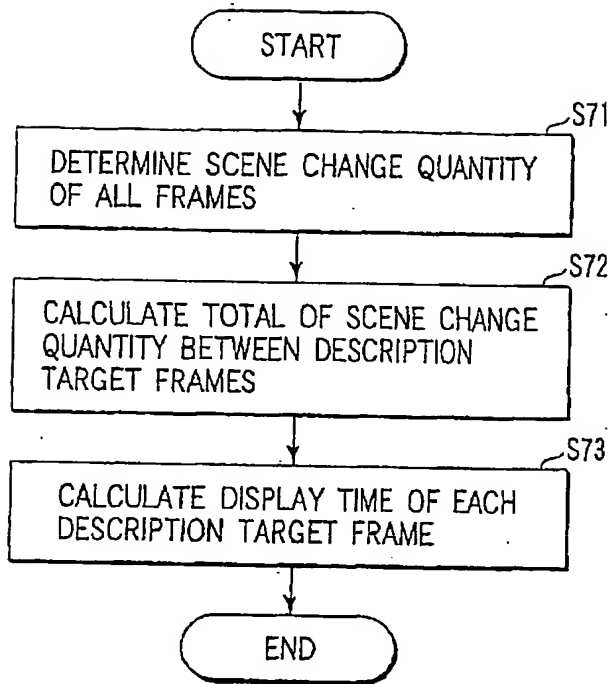 START
S71
DETERMINE SCENE CHANGE QUANTITY
OF ALL FRAMES
S72
CALCULATE TOTAL OF SCENE CHANGE
QUANTITY BETWEEN DESCRIPTION
TARGET FRAMES
S73
CALCULATE DISPLAY TIME OF EACH
DESCRIPTION TARGET FRAME
END